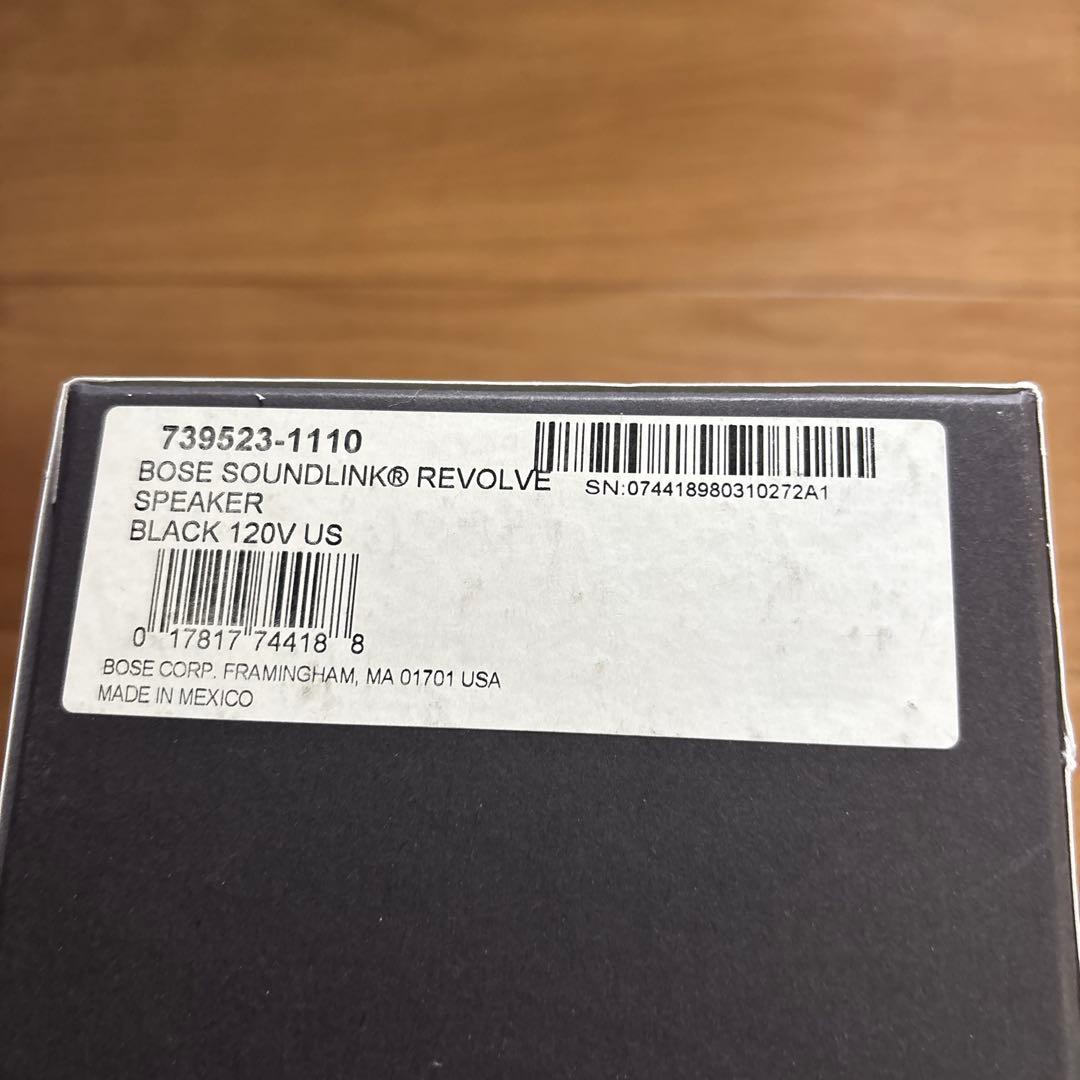 739523-1110
BOSE SOUNDLINK® REVOLVE
SPEAKER
BLACK 120V US
SN:074418980310272A1
0 17817 74418 8
BOSE CORP. FRAMINGHAM, MA 01701 USA
MADE IN MEXICO